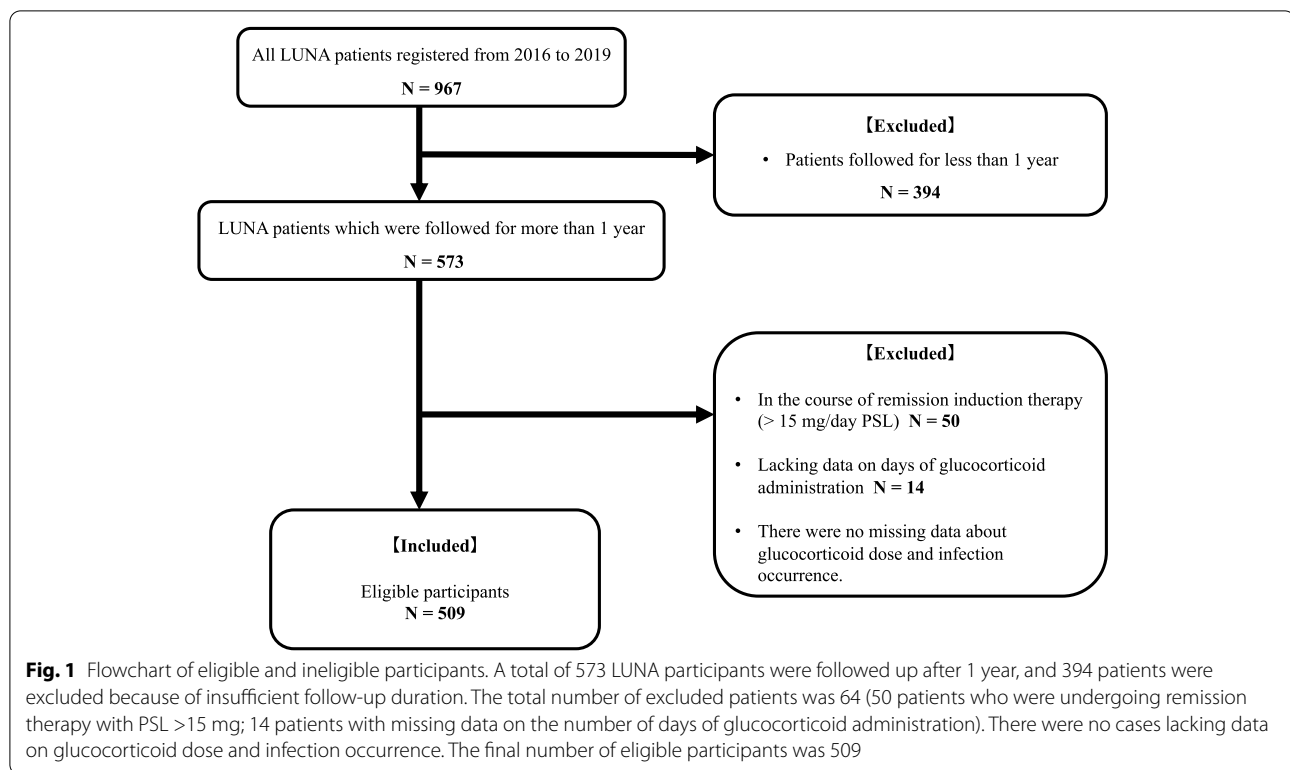 All LUNA patients registered from 2016 to 2019
N = 967
【Excluded】
• Patients followed for less than 1 year
N = 394
LUNA patients which were followed for more than 1 year
N = 573
【Excluded】
• In the course of remission induction therapy
(> 15 mg/day PSL) N = 50
• Lacking data on days of glucocorticoid
administration N = 14
• There were no missing data about
glucocorticoid dose and infection
occurrence.
【Included】
Eligible participants
N = 509
Fig. 1 Flowchart of eligible and ineligible participants. A total of 573 LUNA participants were followed up after 1 year, and 394 patients were
excluded because of insufficient follow-up duration. The total number of excluded patients was 64 (50 patients who were undergoing remission
therapy with PSL >15 mg; 14 patients with missing data on the number of days of glucocorticoid administration). There were no cases lacking data
on glucocorticoid dose and infection occurrence. The final number of eligible participants was 509